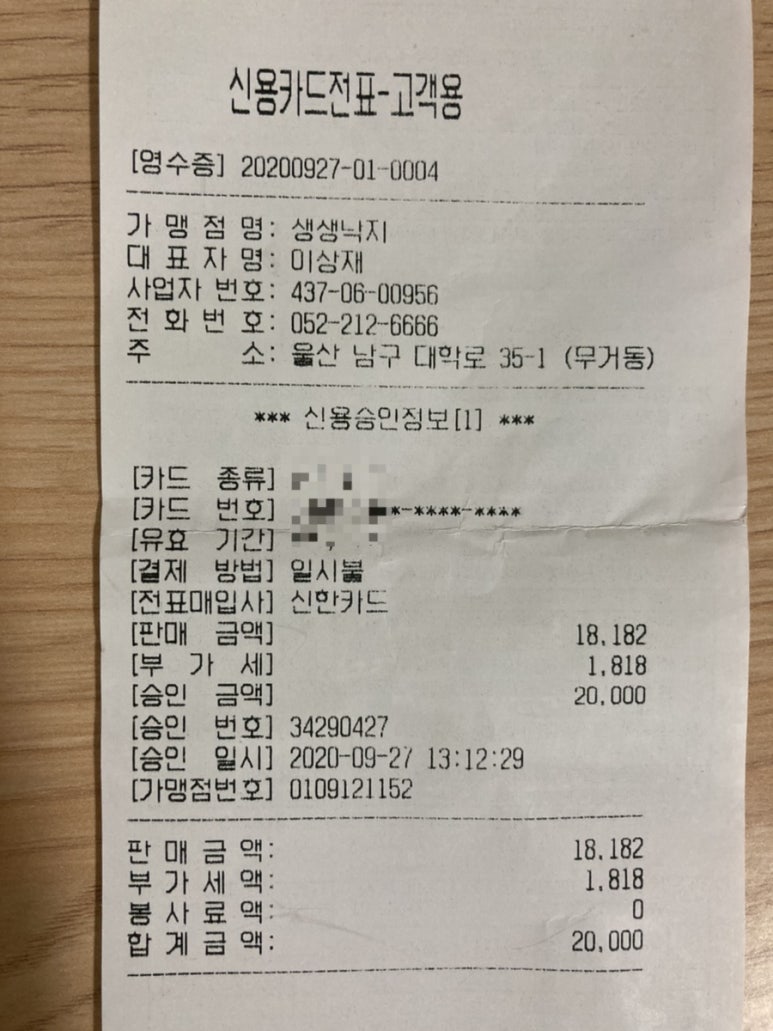 신용카드전표-고객용
[영수증] 20200927-01-0004
가 맹 점 명: 생생낙지
대 표 자 명: 이상재
사업자 번호: 437-06-00956
전 화 번 호: 052-212-6666
주 소: 울산 남구 대학로 35-1 (무거동)
*** 신용승인정보[1] ***
[카드 종류]
[카드 번호] *-****-****
[유효 기간]
[결제 방법] 일시불
[전표매입사] 신한카드
[판매 금액] 18,182
[부 가 세] 1,818
[승인 금액] 20,000
[승인 번호] 34290427
[승인 일시] 2020-09-27 13:12:29
[가맹점번호] 0109121152
판 매 금 액: 18,182
부 가 세 액: 1,818
봉 사 료 액: 0
합 계 금 액: 20,000